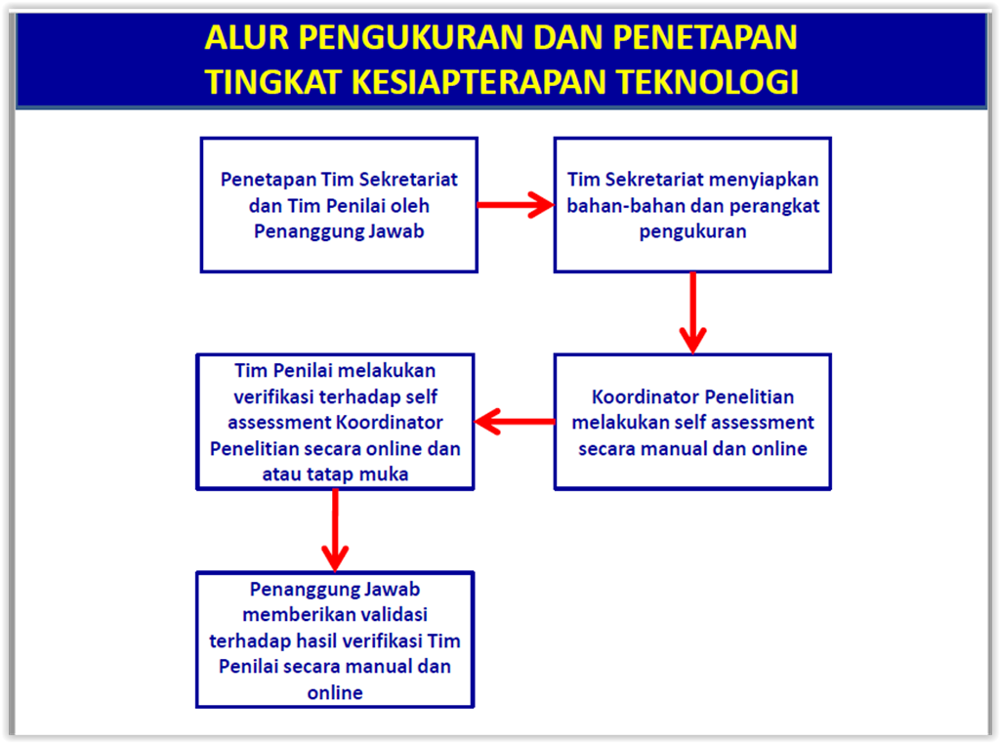 ALUR PENGUKURAN DAN PENETAPAN
TINGKAT KESIAPTERAPAN TEKNOLOGI
Penetapan Tim Sekretariat
dan Tim Penilai oleh
Penanggung Jawab
Tim Sekretariat menyiapkan
bahan-bahan dan perangkat
pengukuran
Koordinator Penelitian
melakukan self assessment
secara manual dan online
Tim Penilai melakukan
verifikasi terhadap self
assessment Koordinator
Penelitian secara online dan
atau tatap muka
Penanggung Jawab
memberikan validasi
terhadap hasil verifikasi Tim
Penilai secara manual dan
online